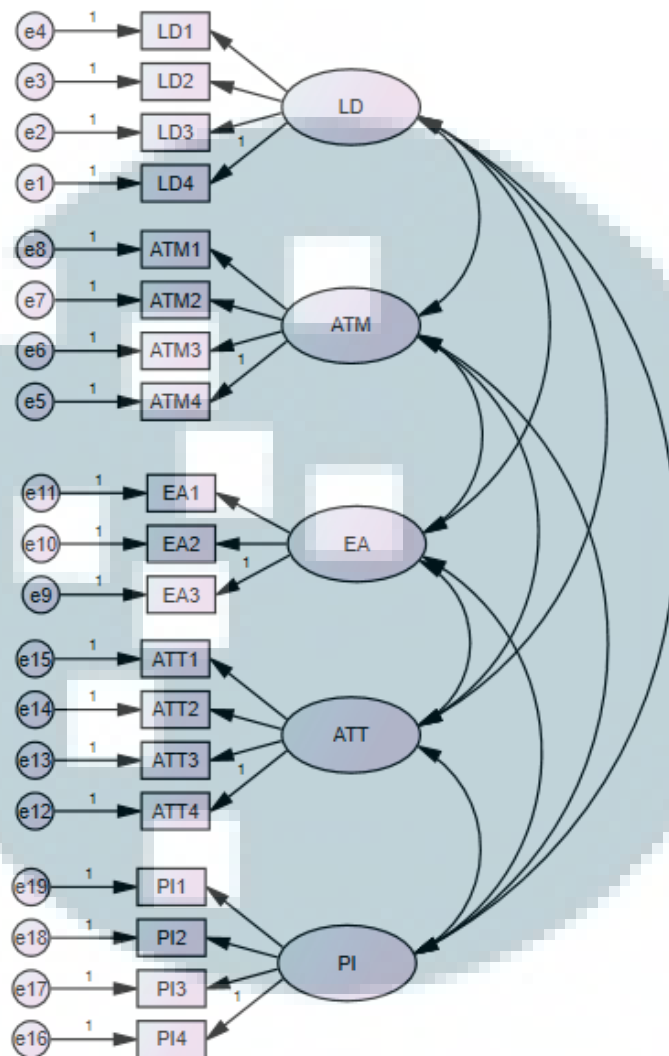 e4 1 LD1
e3 1 LD2 LD
e2 1 LD3
1
e1 1 LD4
e8 1 ATM1
e7 1 ATM2 ATM
e6 1 ATM3
1
e5 1 ATM4
e11 1 EA1
e10 1 EA2 EA
1
e9 1 EA3
e15 1 ATT1
e14 1 ATT2 ATT
e13 1 ATT3
1
e12 1 ATT4
e19 1 PI1
e18 1 PI2 PI
e17 1 PI3
1
e16 1 PI4